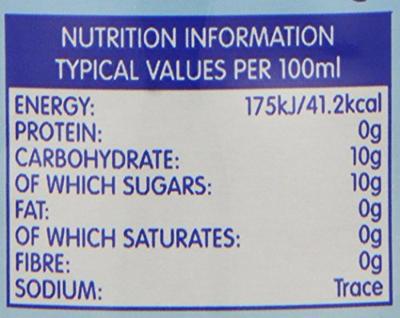 NUTRITION INFORMATION
TYPICAL VALUES PER 100ml
ENERGY: 175kJ/41.2kcal
PROTEIN: 0g
CARBOHYDRATE: 10g
OF WHICH SUGARS: 10g
FAT: 0g
OF WHICH SATURATES: 0g
FIBRE: 0g
SODIUM: Trace